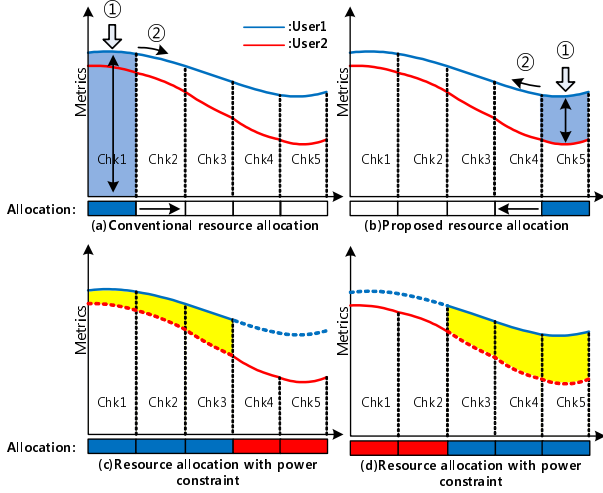 ①
②
:User1
:User2
Metrics
Chk1 Chk2 Chk3 Chk4 Chk5
Allocation:
(a)Conventional resource allocation
①
②
Metrics
Chk1 Chk2 Chk3 Chk4 Chk5
(b)Proposed resource allocation
Metrics
Chk1 Chk2 Chk3 Chk4 Chk5
Allocation:
(c)Resource allocation with power
constraint
Metrics
Chk1 Chk2 Chk3 Chk4 Chk5
(d)Resource allocation with power
constraint